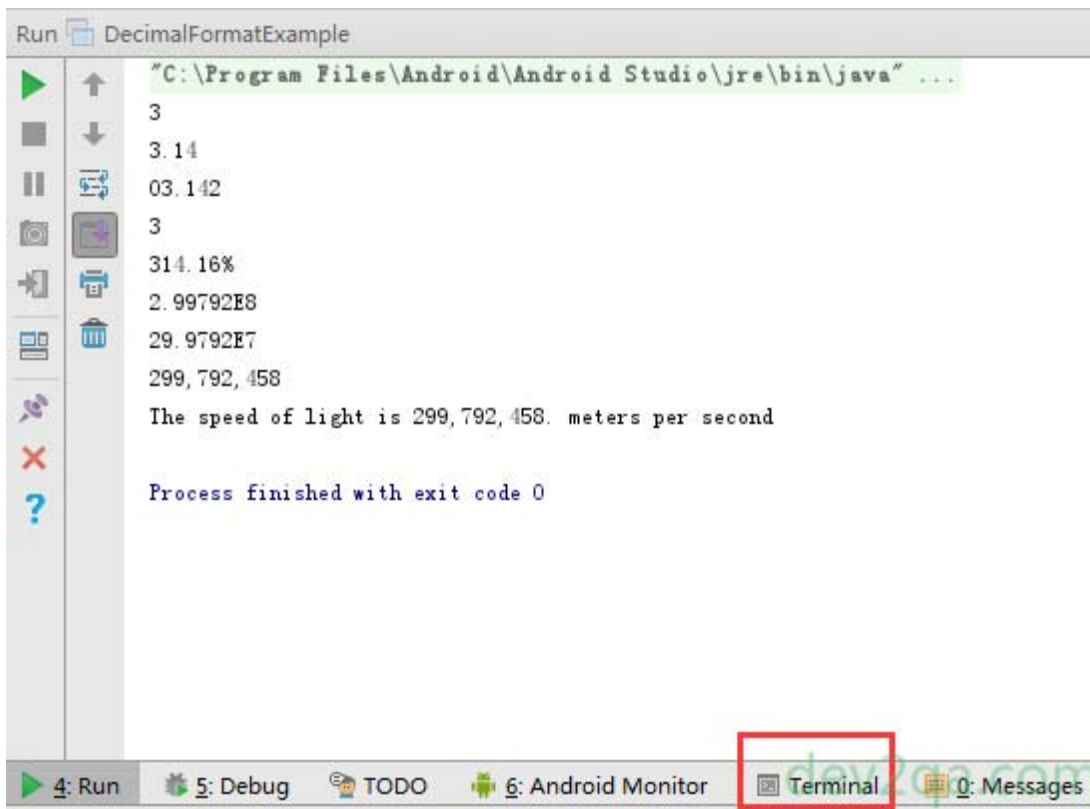 Run DecimalFormatExample
"C:\Program Files\Android\Android Studio\jre\bin\java" ...
3
3.14
03.142
3
314.16%
2.99792E8
29.9792E7
299,792,458
The speed of light is 299,792,458. meters per second
Process finished with exit code 0
?
4: Run 5: Debug TODO 6: Android Monitor Terminal 0: Messages
dev2qa.com